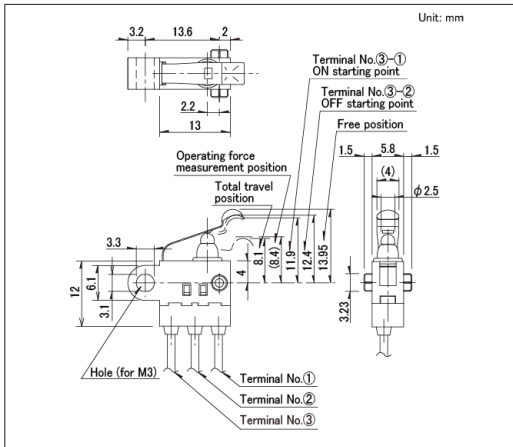 Unit: mm
3.2
13.6
2
Terminal No.③-①
ON starting point
2.2
Terminal No.③-②
OFF starting point
13
Free position
1.5
5.8
1.5
Operating force
measurement position
(4)
Total travel
position
φ2.5
3.3
12
6.1
3.1
4
8.1
(8.4)
11.9
12.4
13.95
3.23
Hole (for M3)
Terminal No.①
Terminal No.②
Terminal No.③